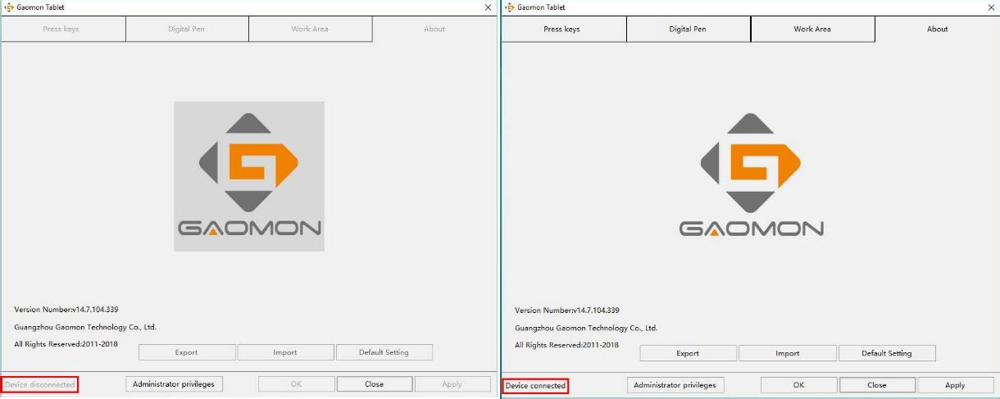 Gaomon Tablet
Press keys Digital Pen Work Area About
GAOMON
Version Number:v14.7.104.339
Guangzhou Gaomon Technology Co., Ltd.
All Rights Reserved:2011-2018
Export Import Default Setting
Device disconnected Administrator privileges OK Close Apply
Gaomon Tablet
Press keys Digital Pen Work Area About
GAOMON
Version Number:v14.7.104.339
Guangzhou Gaomon Technology Co., Ltd.
All Rights Reserved:2011-2018
Export Import Default Setting
Device connected Administrator privileges OK Close Apply